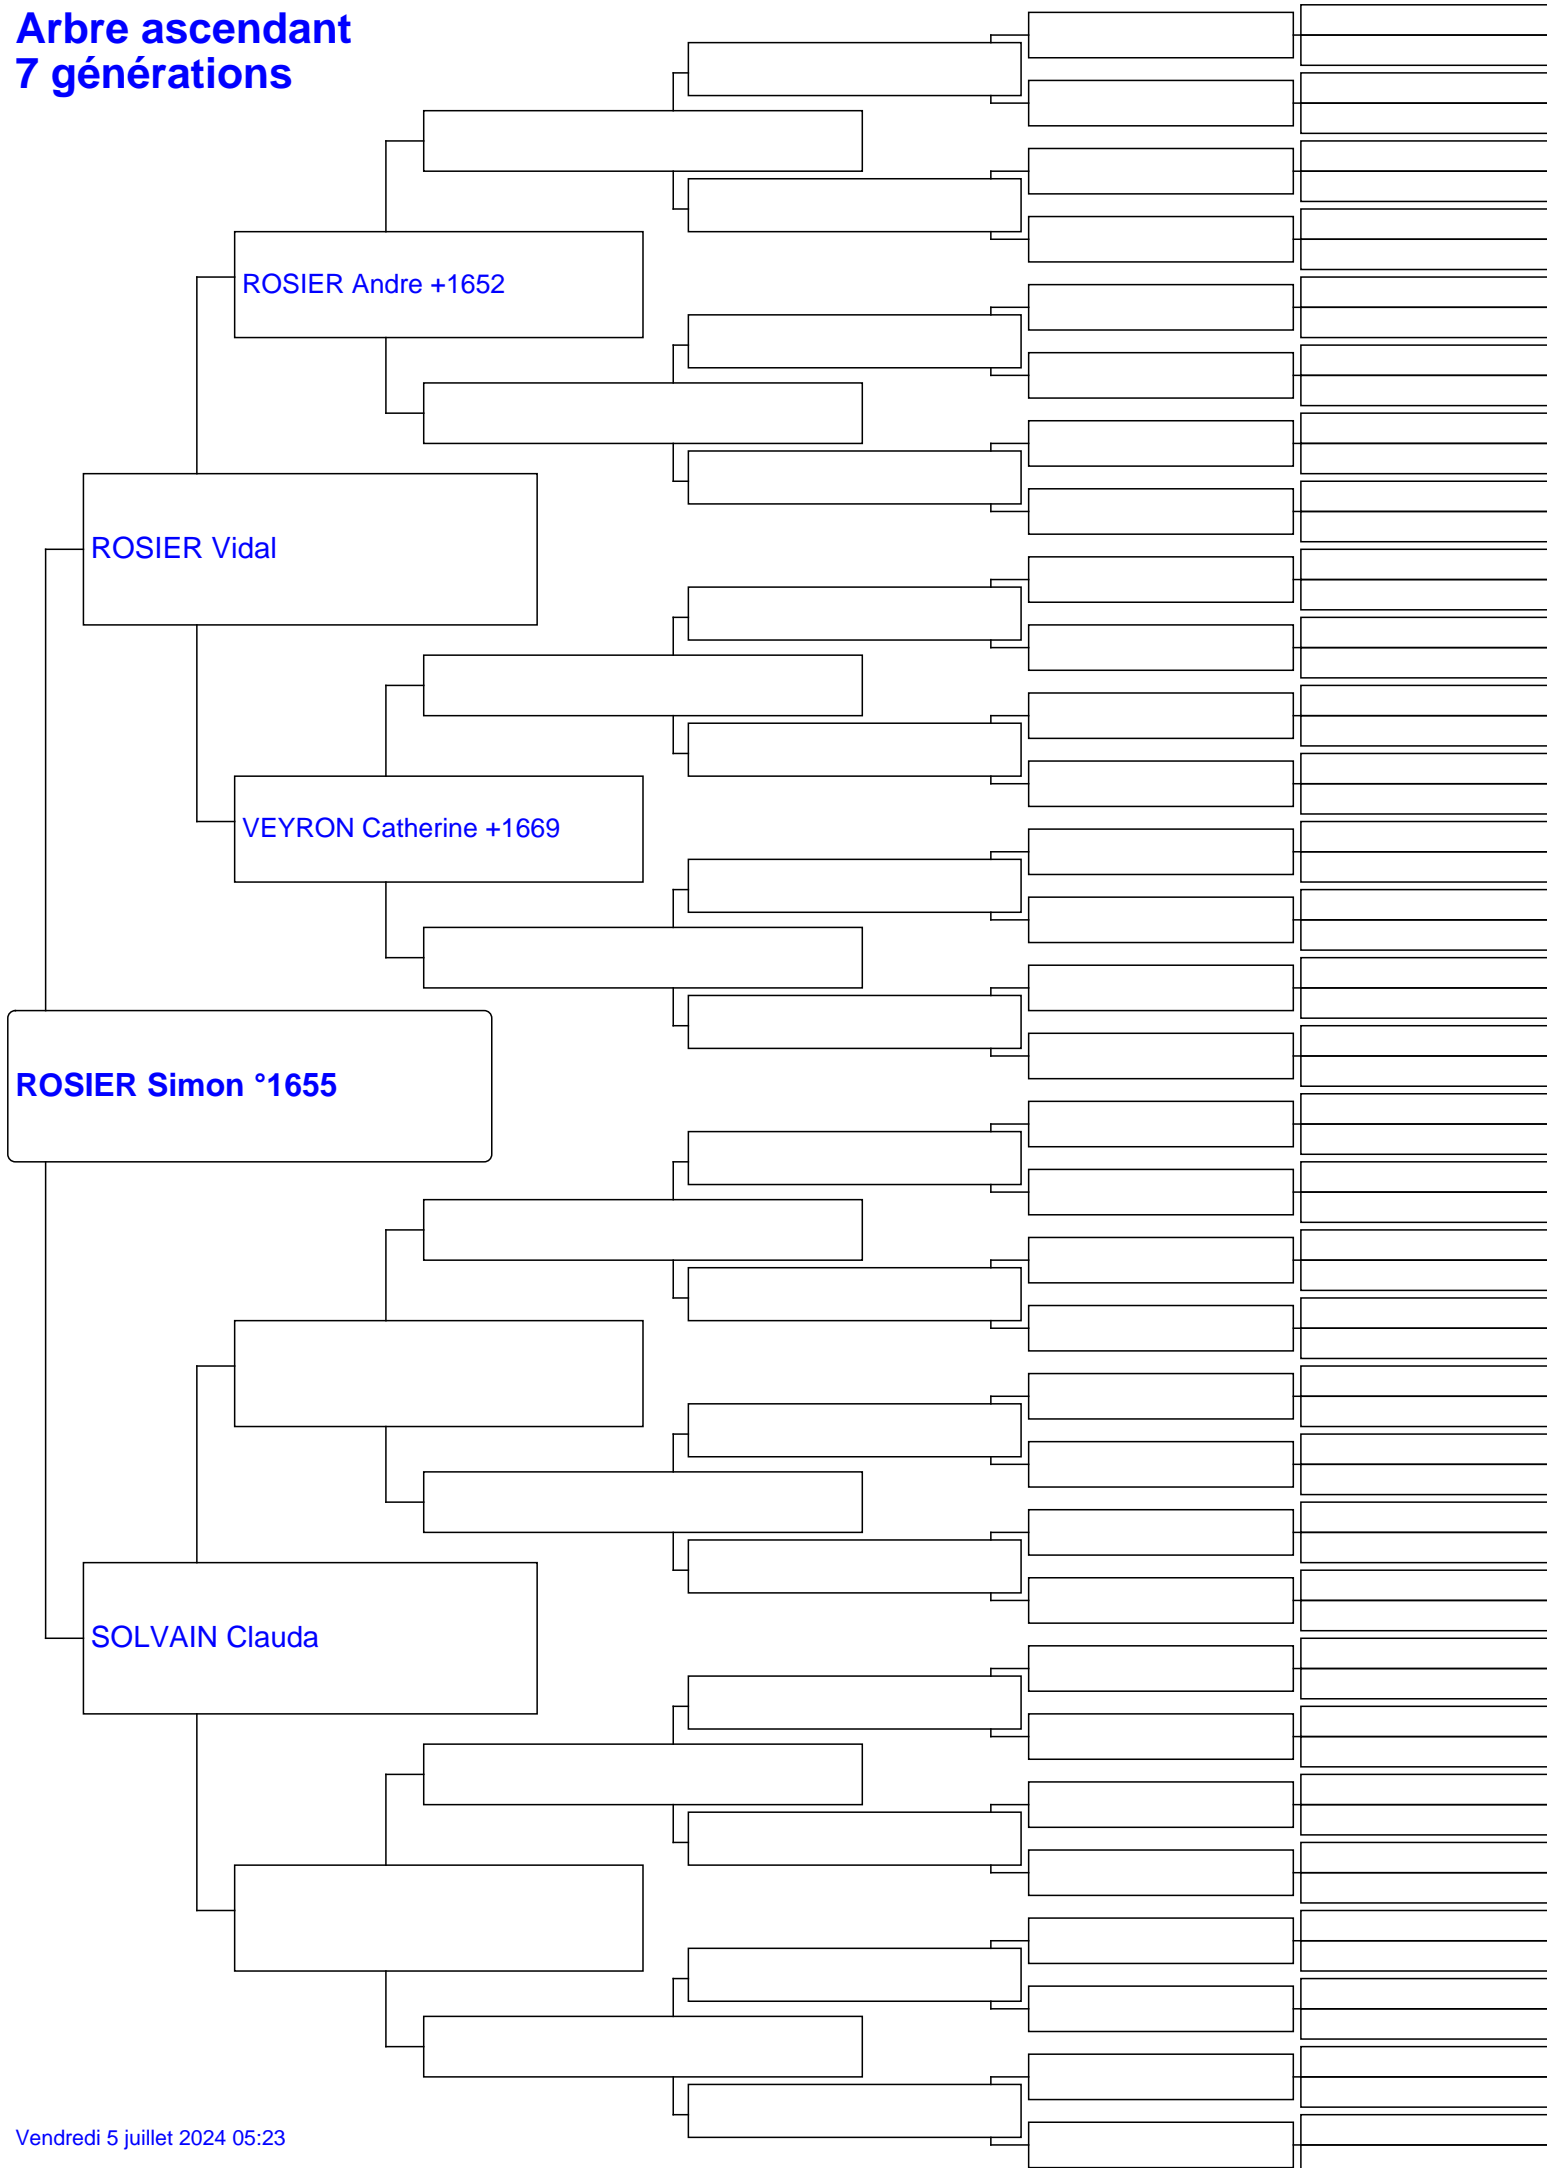 Arbre ascendant
7 générations
ROSIER Andre +1652
ROSIER Vidal
VEYRON Catherine +1669
ROSIER Simon °1655
SOLVAIN Clauda
Vendredi 5 juillet 2024 05:23